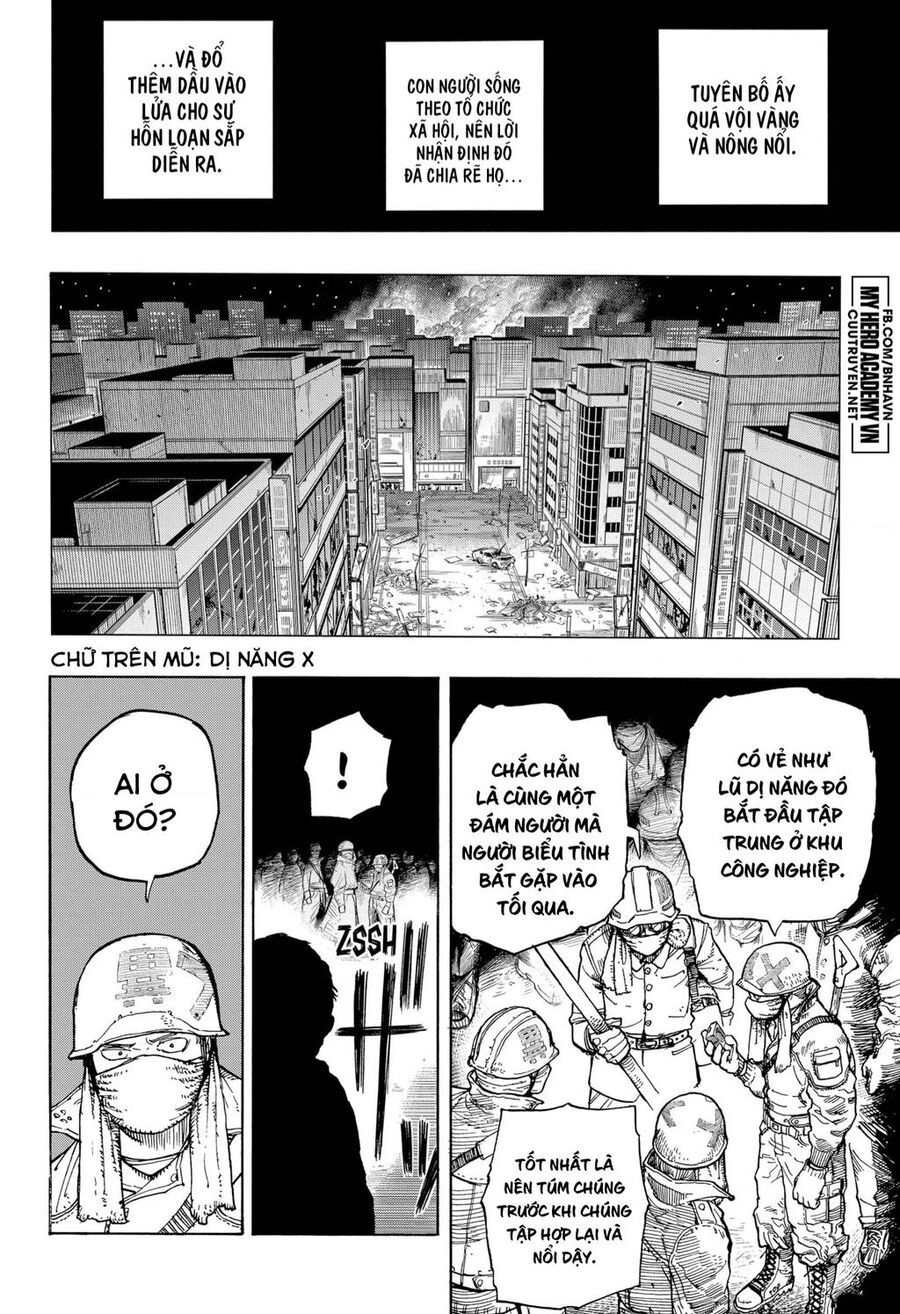 TUYÊN BỐ ẤY
QUÁ VỘI VÀNG
VÀ NÔNG NỔI.
CON NGƯỜI SỐNG
THEO TỔ CHỨC
XÃ HỘI, NÊN LỜI
NHẬN ĐỊNH ĐÓ
ĐÃ CHIA RẼ HỌ...
...VÀ ĐỔ
THÊM DẦU VÀO
LỬA CHO SỰ
HỖN LOẠN SẮP
DIỄN RA.
FB.COM/BNHAVN
MY HERO ACADEMY VN
CUUTRUYEN.NET
CHỮ TRÊN MŨ: DỊ NĂNG X
CÓ VẺ NHƯ
LŨ DỊ NĂNG ĐÓ
BẮT ĐẦU TẬP
TRUNG Ở KHU
CÔNG NGHIỆP.
CHẮC HẲN
LÀ CÙNG MỘT
ĐÁM NGƯỜI MÀ
NGƯỜI BIỂU TÌNH
BẮT GẶP VÀO
TỐI QUA.
TỐT NHẤT LÀ
NÊN TÚM CHÚNG
TRƯỚC KHI CHÚNG
TẬP HỢP LẠI VÀ
NỔI DẬY.
!
ZSSH
ザッ
AI Ở
ĐÓ?
異